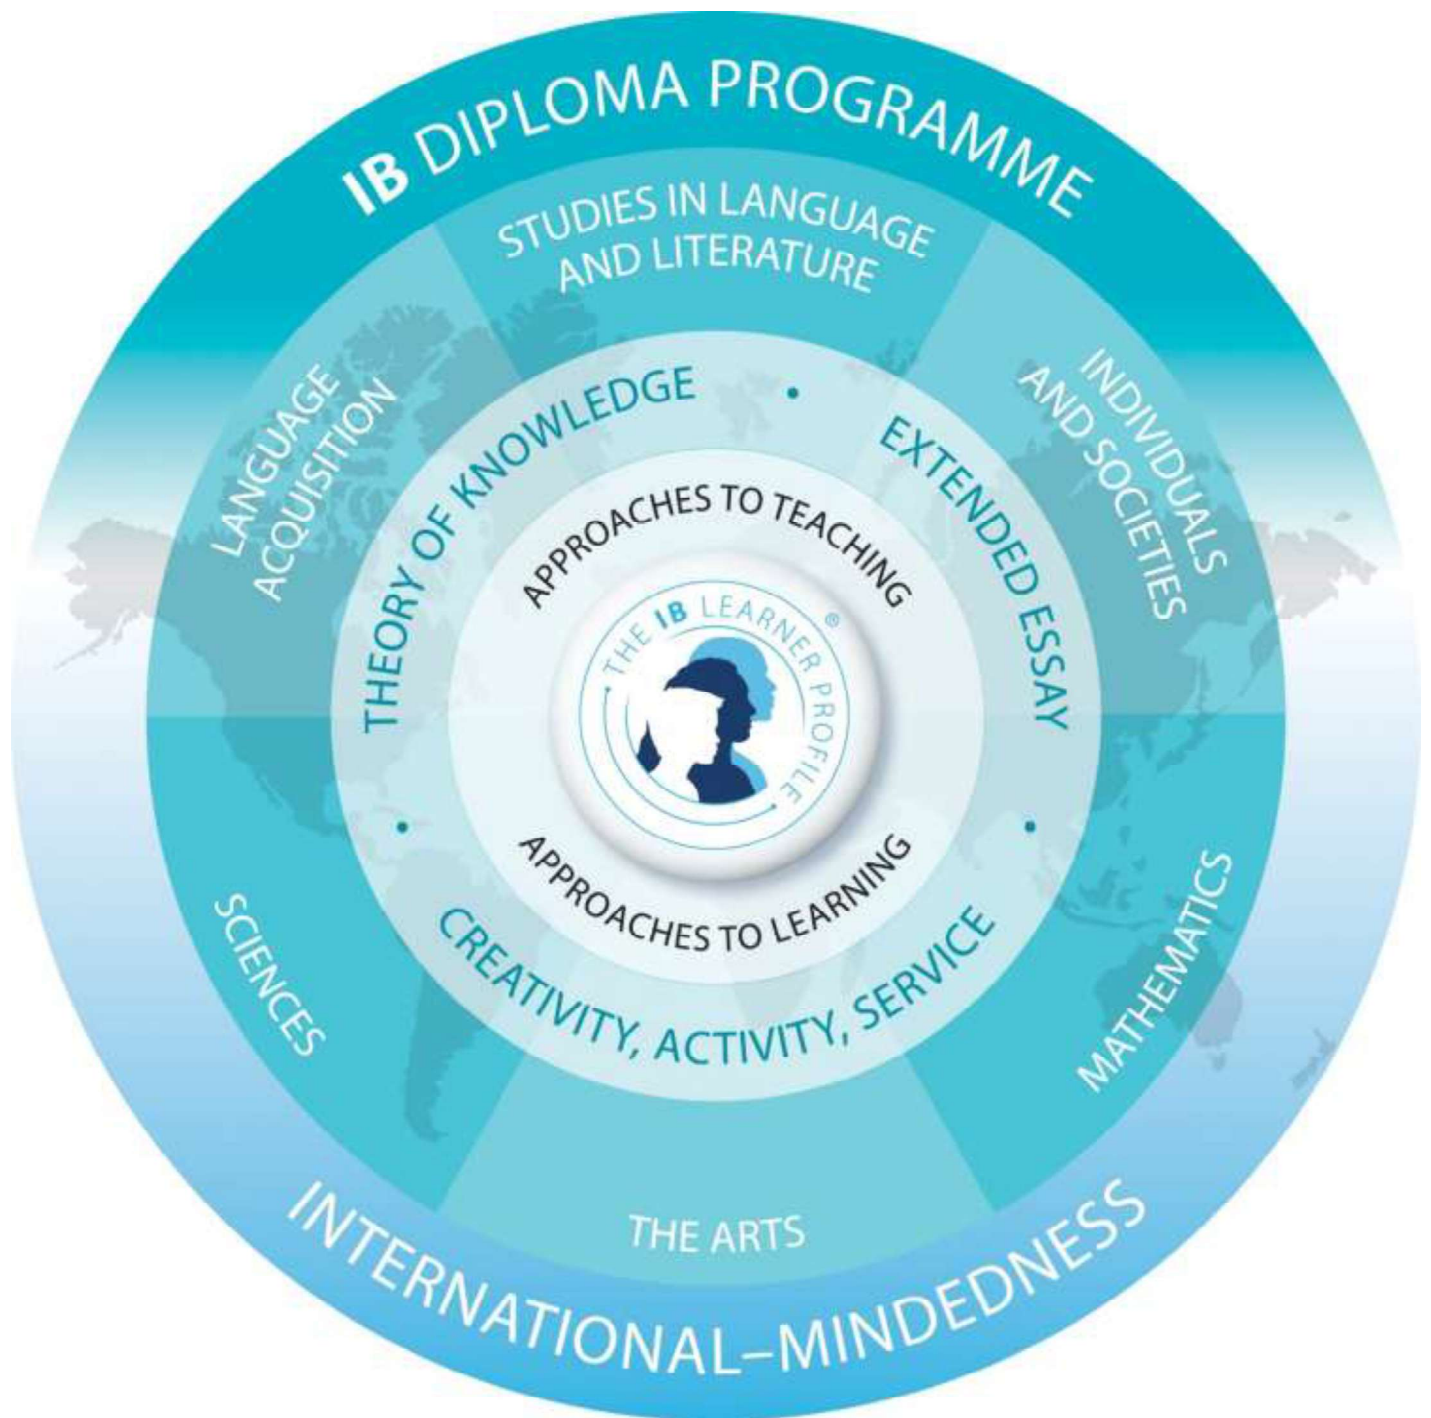 IB DIPLOMA PROGRAMME
STUDIES IN LANGUAGE
AND LITERATURE
LANGUAGE
ACQUISITION
INDIVIDUALS
AND SOCIETIES
THEORY OF KNOWLEDGE
•
EXTENDED ESSAY
APPROACHES TO TEACHING
THE IB LEARNER PROFILE
®
APPROACHES TO LEARNING
•
•
CREATIVITY, ACTIVITY, SERVICE
SCIENCES
MATHEMATICS
THE ARTS
INTERNATIONAL–MINDEDNESS